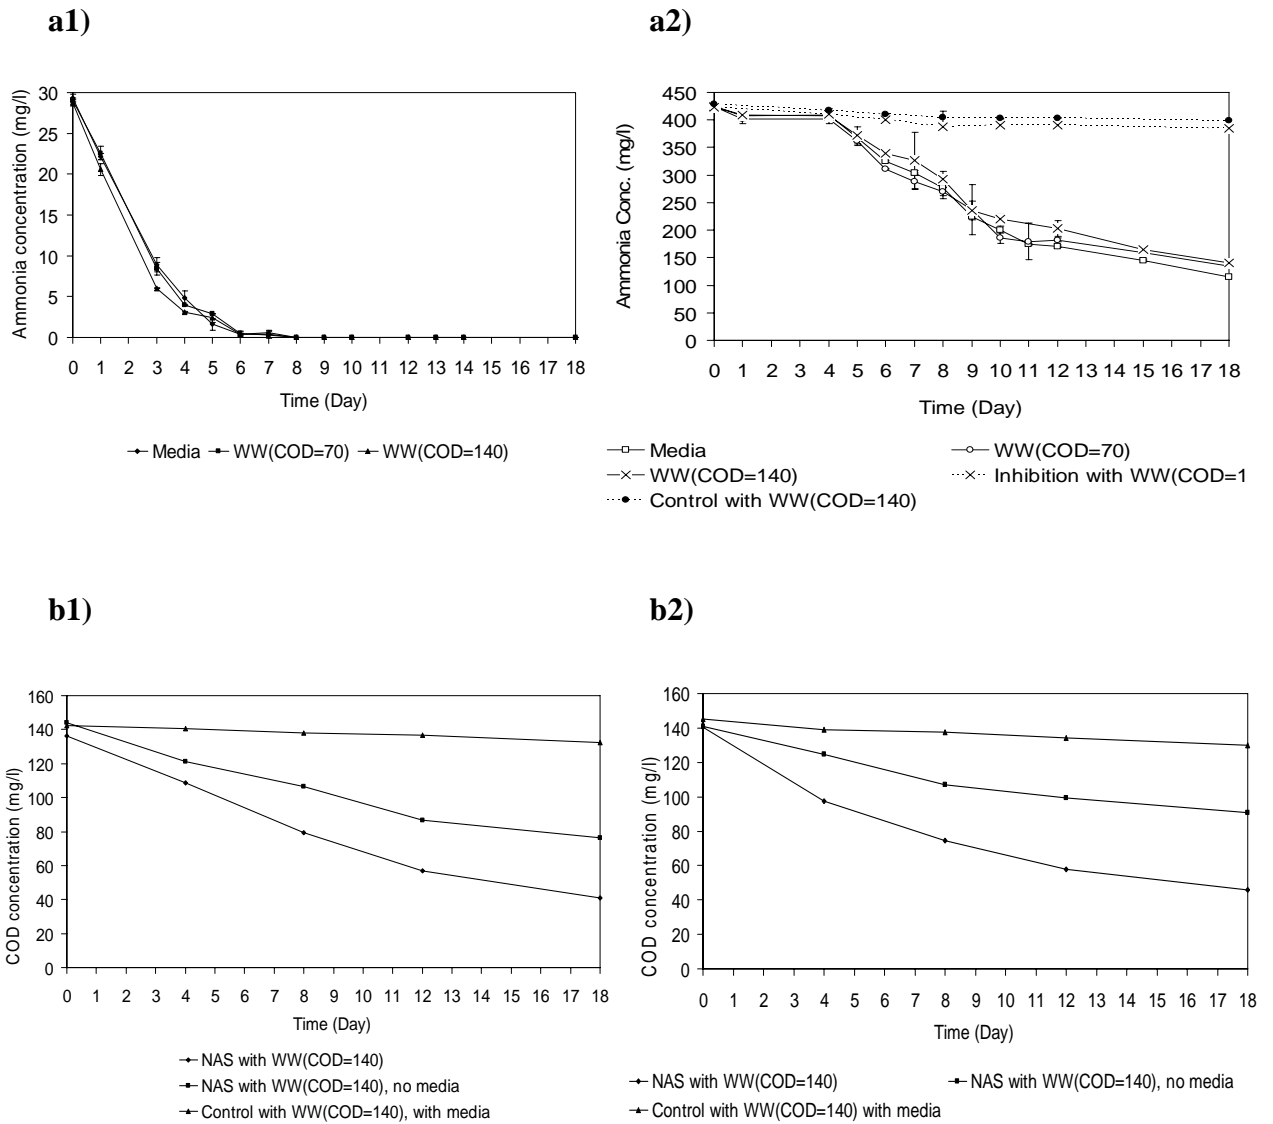 a1)
a2)
Ammonia concentration (mg/l)
30
25
20
15
10
5
0
0 1 2 3 4 5 6 7 8 9 10 11 12 13 14 15 16 17 18
Time (Day)
Media WW(COD=70) WW(COD=140)
Ammonia Conc. (mg/l)
450
400
350
300
250
200
150
100
50
0
0 1 2 3 4 5 6 7 8 9 10 11 12 13 14 15 16 17 18
Time (Day)
Media WW(COD=70)
WW(COD=140) Inhibition with WW(COD=1
Control with WW(COD=140)
b1)
b2)
COD concentration (mg/l)
160
140
120
100
80
60
40
20
0
0 1 2 3 4 5 6 7 8 9 10 11 12 13 14 15 16 17 18
Time (Day)
NAS with WW(COD=140)
NAS with WW(COD=140), no media
Control with WW(COD=140), with media
COD concentration (mg/l)
160
140
120
100
80
60
40
20
0
0 1 2 3 4 5 6 7 8 9 10 11 12 13 14 15 16 17 18
Time (Day)
NAS with WW(COD=140) NAS with WW(COD=140), no media
Control with WW(COD=140) with media